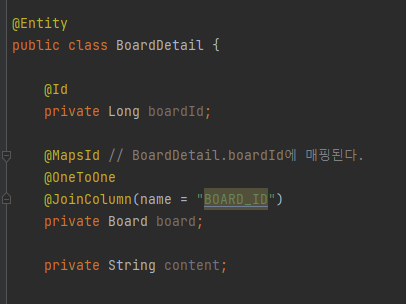 @Entity
public class BoardDetail {
@Id
private Long boardId;
@MapsId // BoardDetail.boardId에 매핑된다.
@OneToOne
@JoinColumn(name = "BOARD_ID")
private Board board;
private String content;